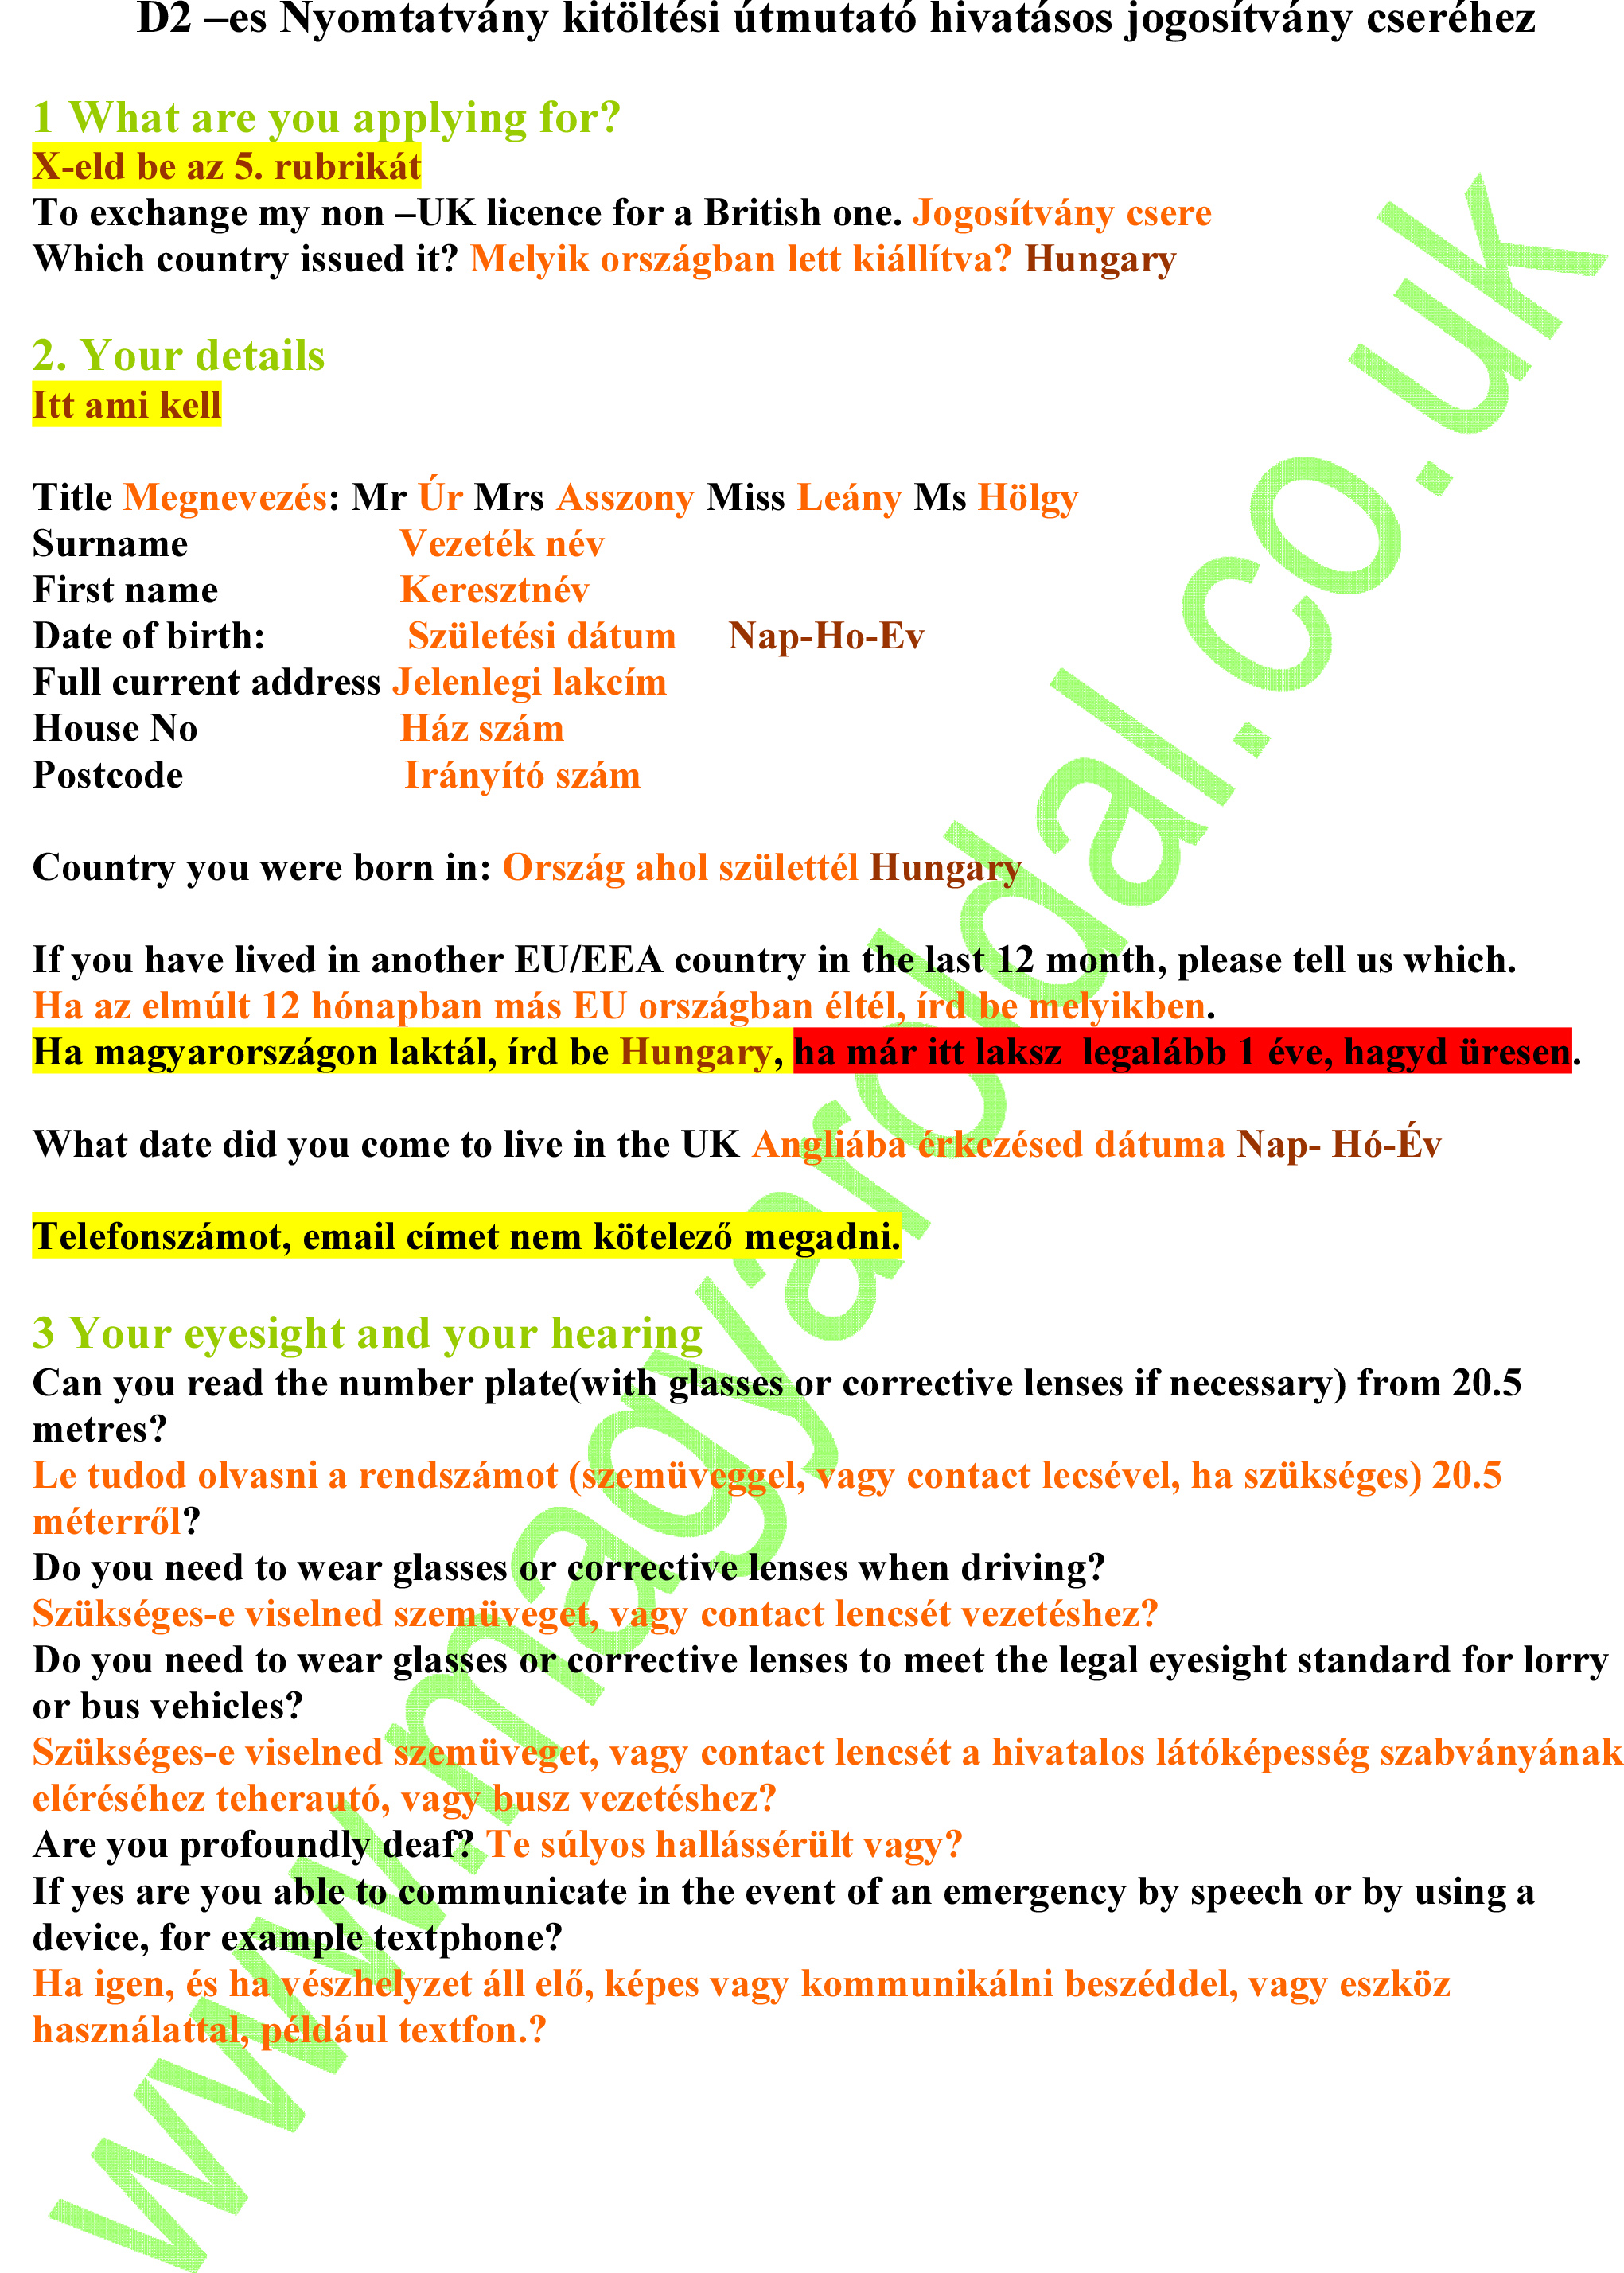 D2 –es Nyomtatvány kitöltési útmutató hivatásos jogosítvány cseréhez
1 What are you applying for?
X-eld be az 5. rubrikát
To exchange my non –UK licence for a British one. Jogosítvány csere
Which country issued it? Melyik országban lett kiállítva? Hungary
2. Your details
Itt ami kell
Title Megnevezés: Mr Úr Mrs Asszony Miss Leány Ms Hölgy
Surname Vezeték név
First name Keresztnév
Date of birth: Születési dátum Nap-Ho-Ev
Full current address Jelenlegi lakcím
House No Ház szám
Postcode Irányító szám
Country you were born in: Ország ahol születtél Hungary
If you have lived in another EU/EEA country in the last 12 month, please tell us which.
Ha az elmúlt 12 hónapban más EU országban éltél, írd be melyikben.
Ha magyarországon laktál, írd be Hungary, ha már itt laksz legalább 1 éve, hagyd üresen.
What date did you come to live in the UK Angliába érkezésed dátuma Nap- Hó-Év
Telefonszámot, email címet nem kötelező megadni.
3 Your eyesight and your hearing
Can you read the number plate(with glasses or corrective lenses if necessary) from 20.5
metres?
Le tudod olvasni a rendszámot (szemüveggel, vagy contact lecsével, ha szükséges) 20.5
méterről?
Do you need to wear glasses or corrective lenses when driving?
Szükséges-e viselned szemüveget, vagy contact lencsét vezetéshez?
Do you need to wear glasses or corrective lenses to meet the legal eyesight standard for lorry
or bus vehicles?
Szükséges-e viselned szemüveget, vagy contact lencsét a hivatalos látóképesség szabványának
eléréséhez teherautó, vagy busz vezetéshez?
Are you profoundly deaf? Te súlyos hallássérült vagy?
If yes are you able to communicate in the event of an emergency by speech or by using a
device, for example textphone?
Ha igen, és ha vészhelyzet áll elő, képes vagy kommunikálni beszéddel, vagy eszköz
használattal, például textfon.?
www.magyaroldal.co.uk